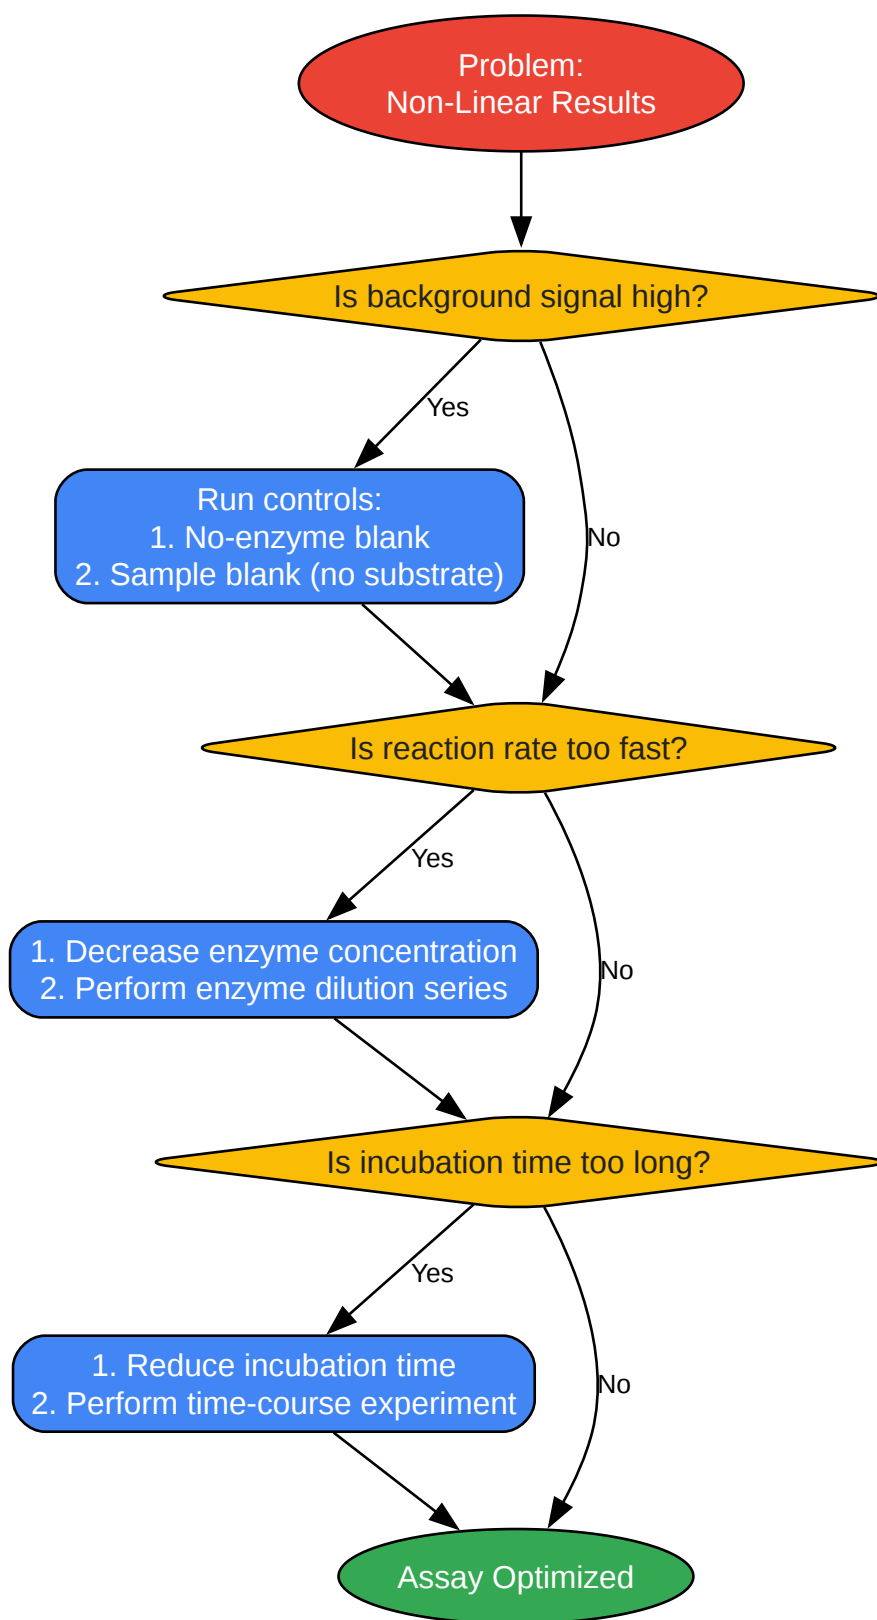 Problem:
Non-Linear Results
Is background signal high?
Yes
Run controls:
1. No-enzyme blank
2. Sample blank (no substrate)
No
Is reaction rate too fast?
Yes
1. Decrease enzyme concentration
2. Perform enzyme dilution series
No
Is incubation time too long?
Yes
1. Reduce incubation time
2. Perform time-course experiment
No
Assay Optimized